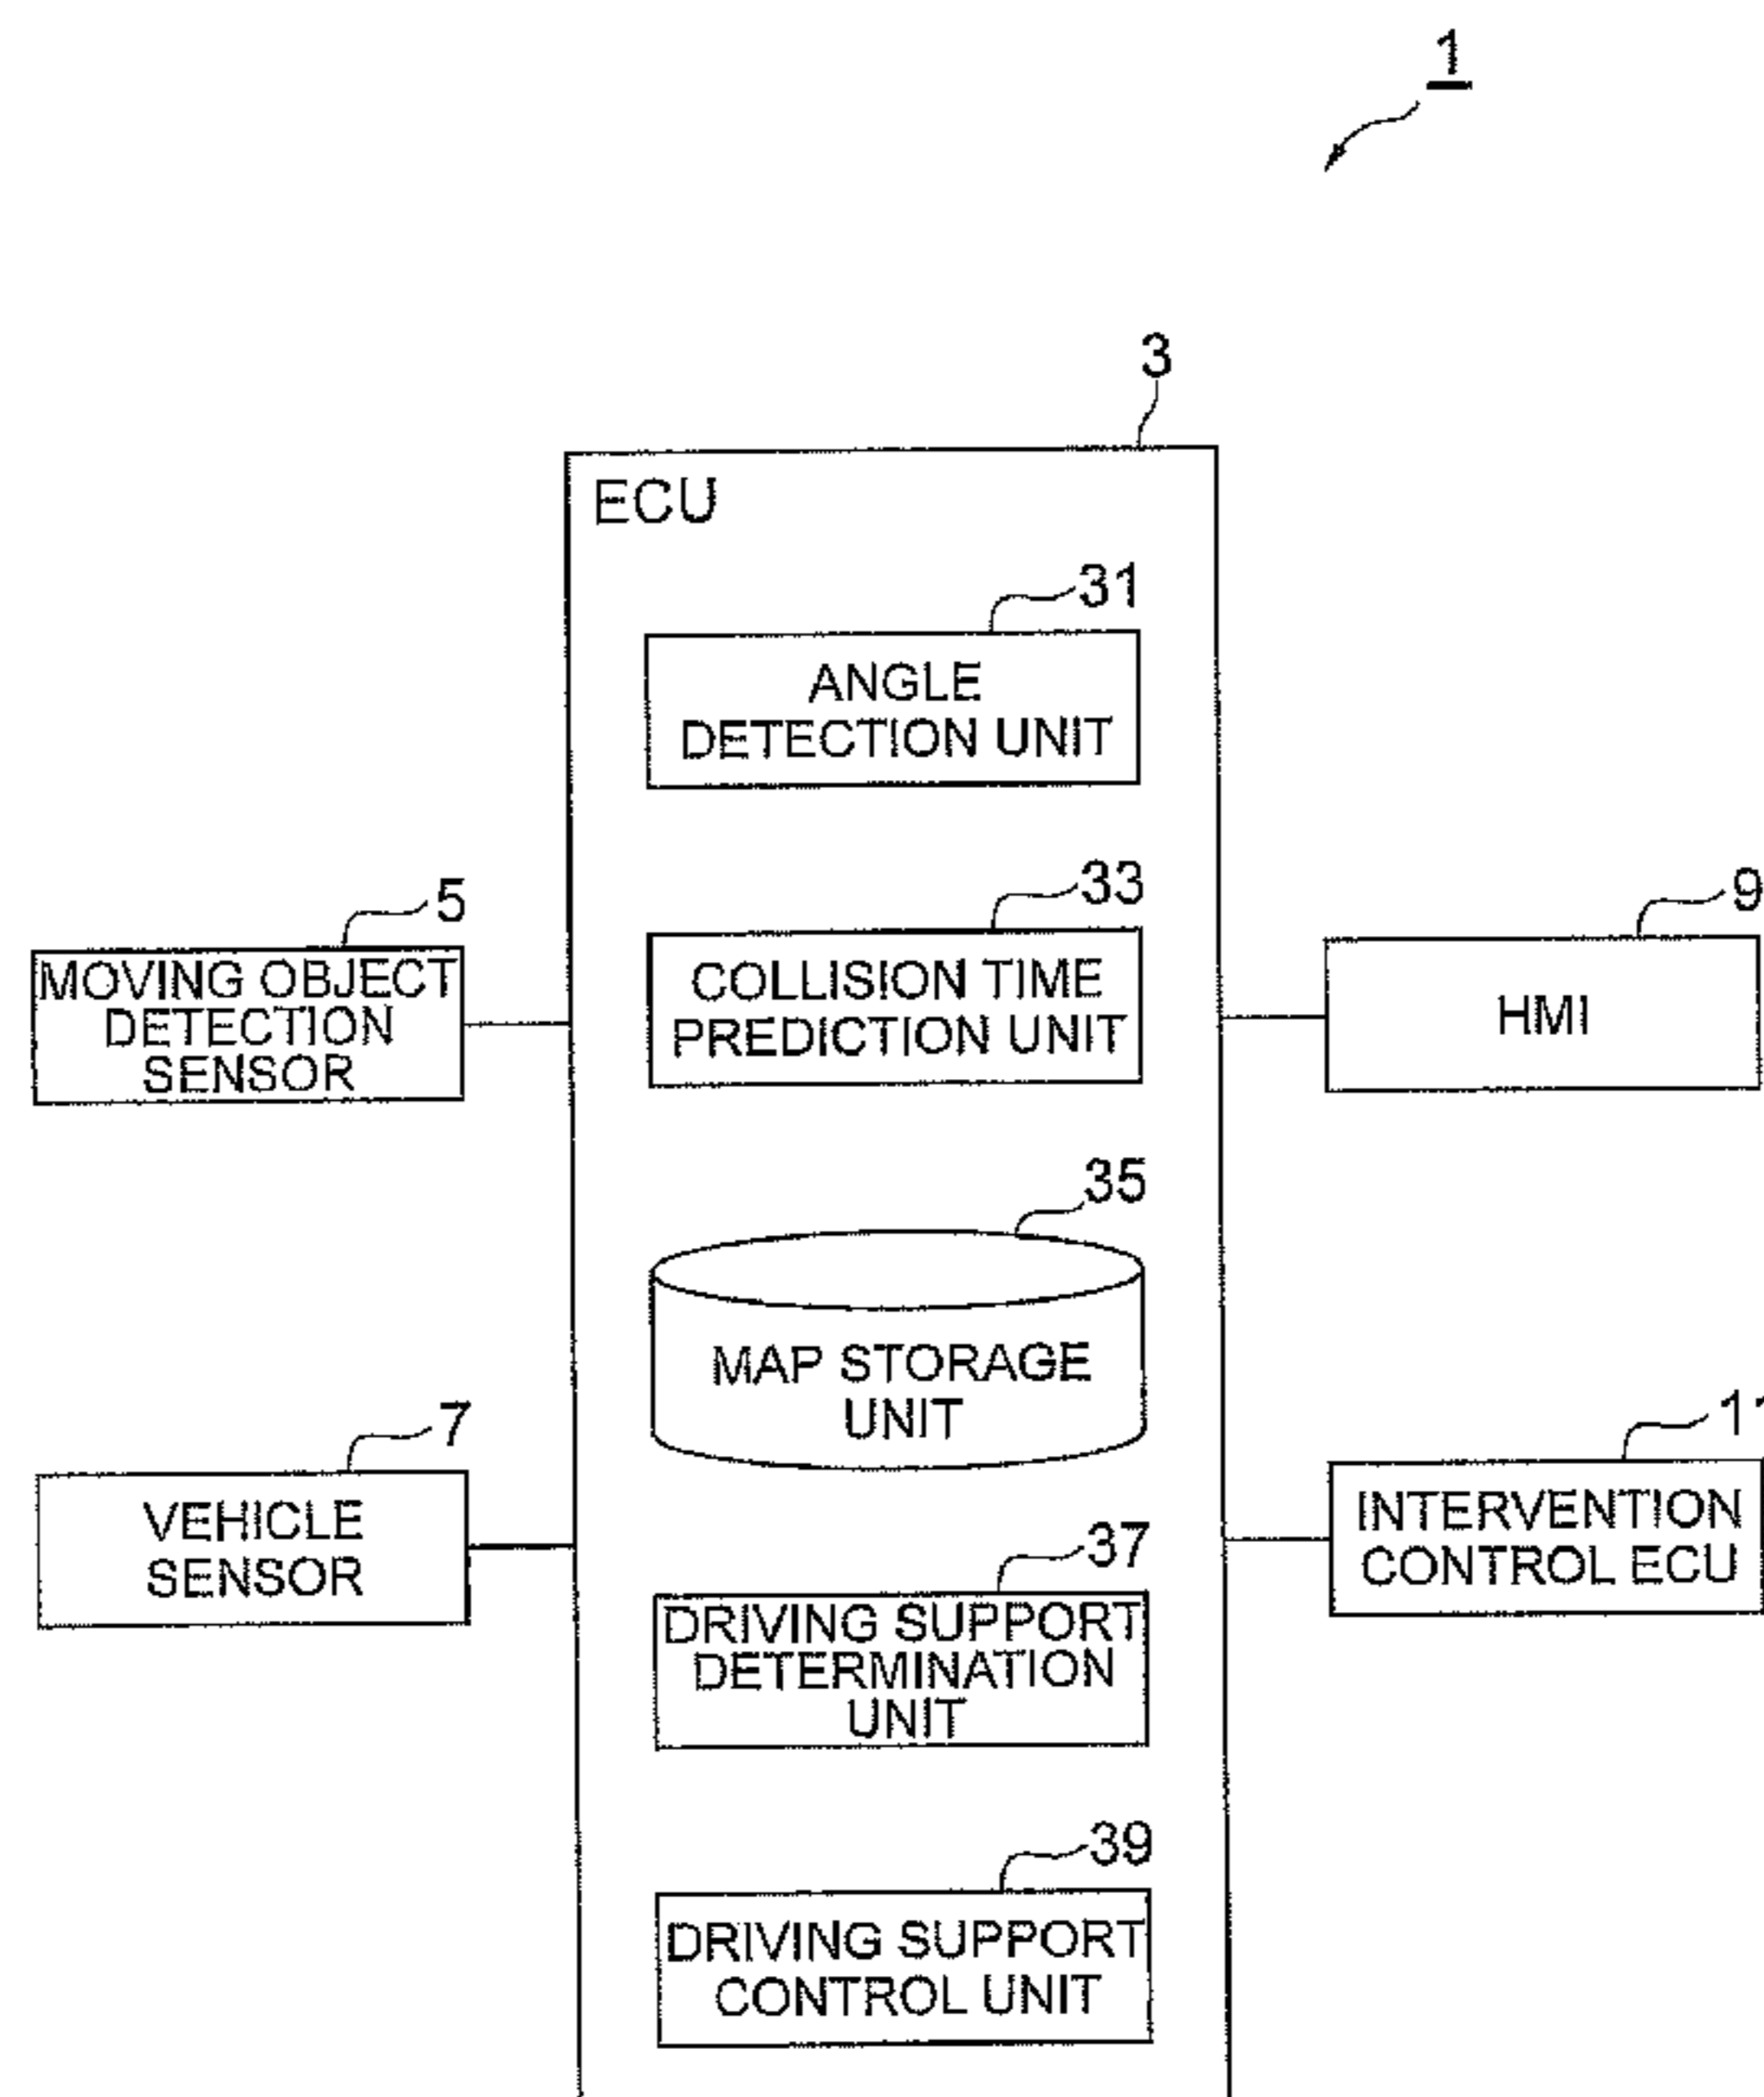 1
3
ECU
31
ANGLE
DETECTION UNIT
5
MOVING OBJECT
DETECTION
SENSOR
33
COLLISION TIME
PREDICTION UNIT
9
HMI
35
MAP STORAGE
UNIT
7
VEHICLE
SENSOR
11
INTERVENTION
CONTROL ECU
37
DRIVING SUPPORT
DETERMINATION
UNIT
39
DRIVING SUPPORT
CONTROL UNIT